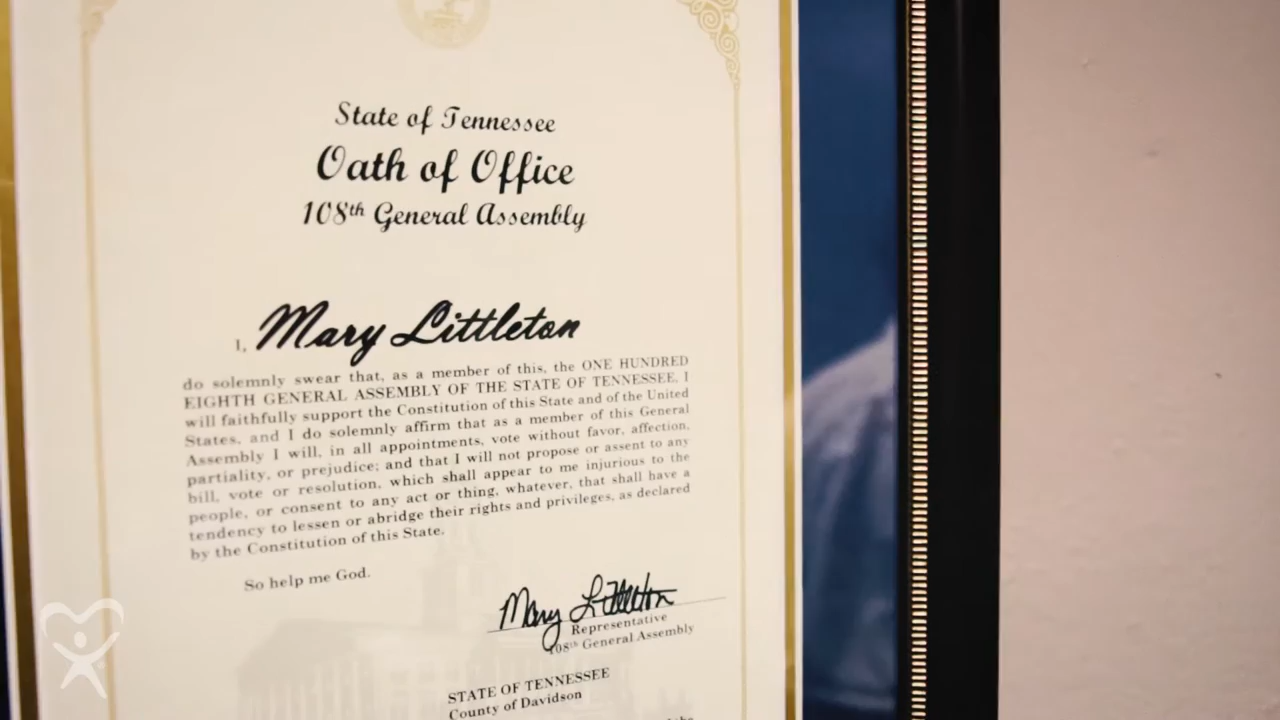 State of Tennessee
Oath of Office
108th General Assembly
I, Mary Littleton
do solemnly swear that, as a member of this, the ONE HUNDRED
EIGHTH GENERAL ASSEMBLY OF THE STATE OF TENNESSEE, I
will faithfully support the Constitution of this State and of the United
States, and I do solemnly affirm that as a member of this General
Assembly I will, in all appointments, vote without favor, affection,
partiality, or prejudice; and that I will not propose or assent to any
bill, vote or resolution, which shall appear to me injurious to the
people, or consent to any act or thing, whatever, that shall have a
tendency to lessen or abridge their rights and privileges, as declared
by the Constitution of this State.
So help me God.
Mary Littleton
Representative
108th General Assembly
STATE OF TENNESSEE
County of Davidson